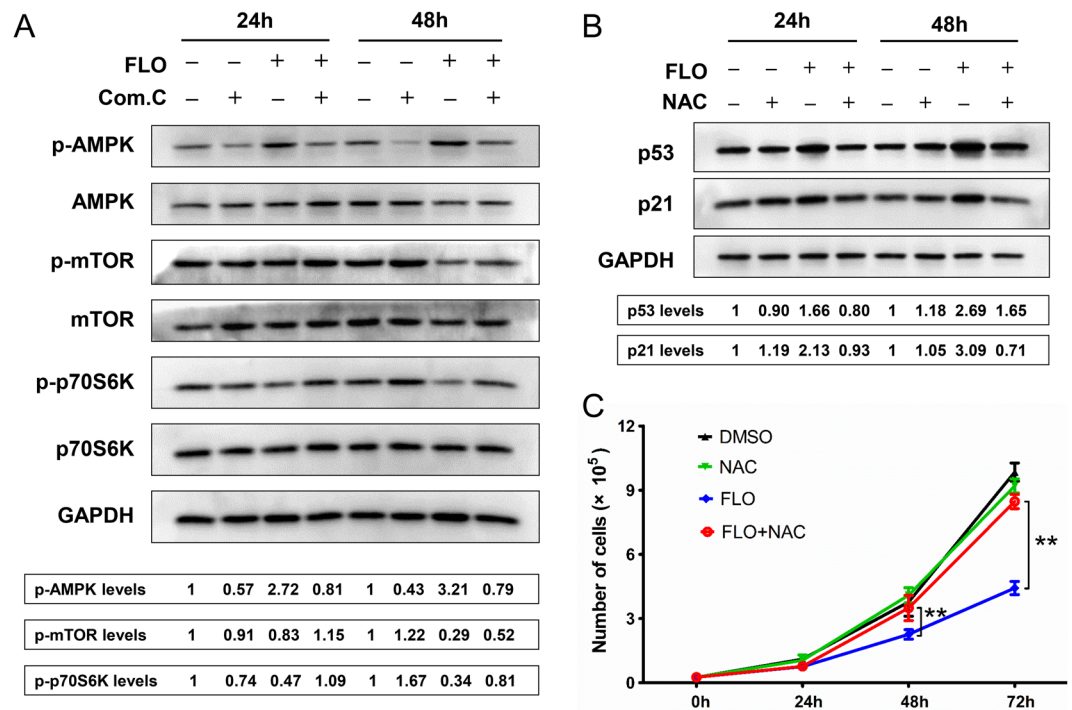 A
24h 48h
FLO − − + + − − + +
Com.C − + − + − + − +
p-AMPK
AMPK
p-mTOR
mTOR
p-p70S6K
p70S6K
GAPDH
p-AMPK levels 1 0.57 2.72 0.81 1 0.43 3.21 0.79
p-mTOR levels 1 0.91 0.83 1.15 1 1.22 0.29 0.52
p-p70S6K levels 1 0.74 0.47 1.09 1 1.67 0.34 0.81
B
24h 48h
FLO − − + + − − + +
NAC − + − + − + − +
p53
p21
GAPDH
p53 levels 1 0.90 1.66 0.80 1 1.18 2.69 1.65
p21 levels 1 1.19 2.13 0.93 1 1.05 3.09 0.71
C
Number of cells (× 10⁵)
12
9
6
3
0
DMSO
NAC
FLO
FLO+NAC
**
**
0h 24h 48h 72h